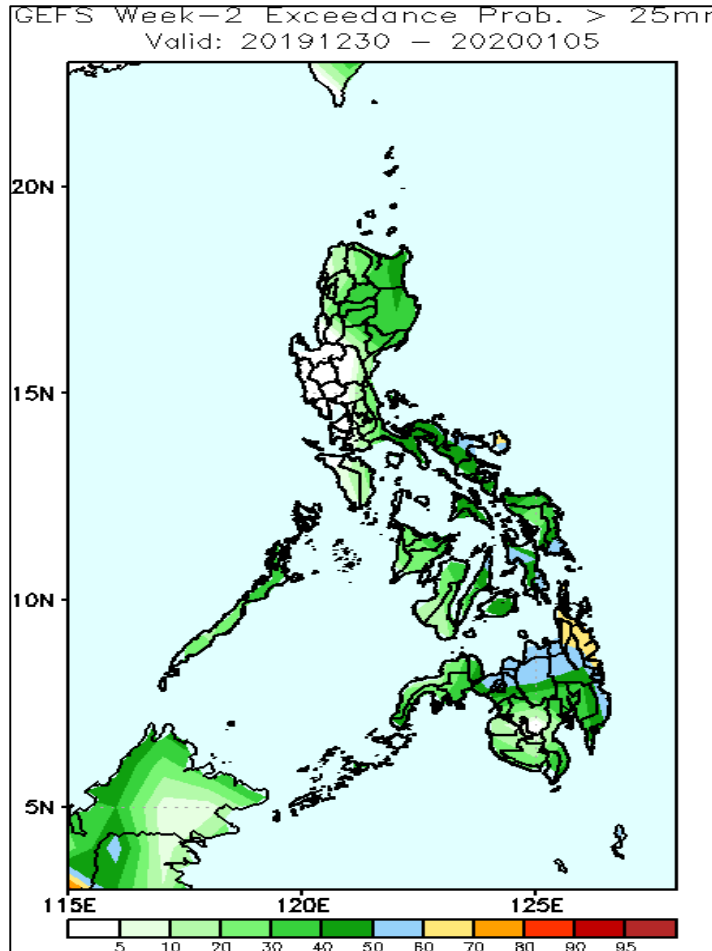 GEFS Week-2 Exceedance Prob. > 25mm
Valid: 20191230 - 20200105
20N
15N
10N
5N
115E 120E 125E
5 10 20 30 40 50 60 70 80 90 95